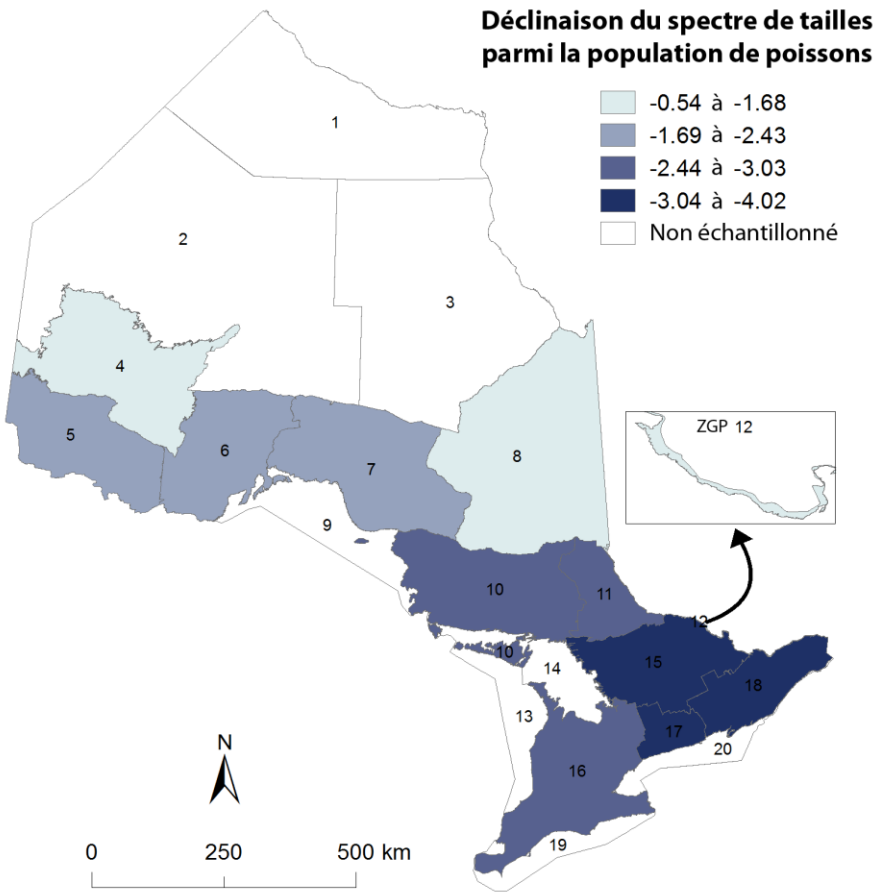 Déclinaison du spectre de tailles
parmi la population de poissons
-0.54 à -1.68
-1.69 à -2.43
-2.44 à -3.03
-3.04 à -4.02
Non échantillonné
1
2
3
4
5
6
7
8
ZGP 12
9
10
11
12
10
14
15
18
13
17
20
16
19
N
0 250 500 km